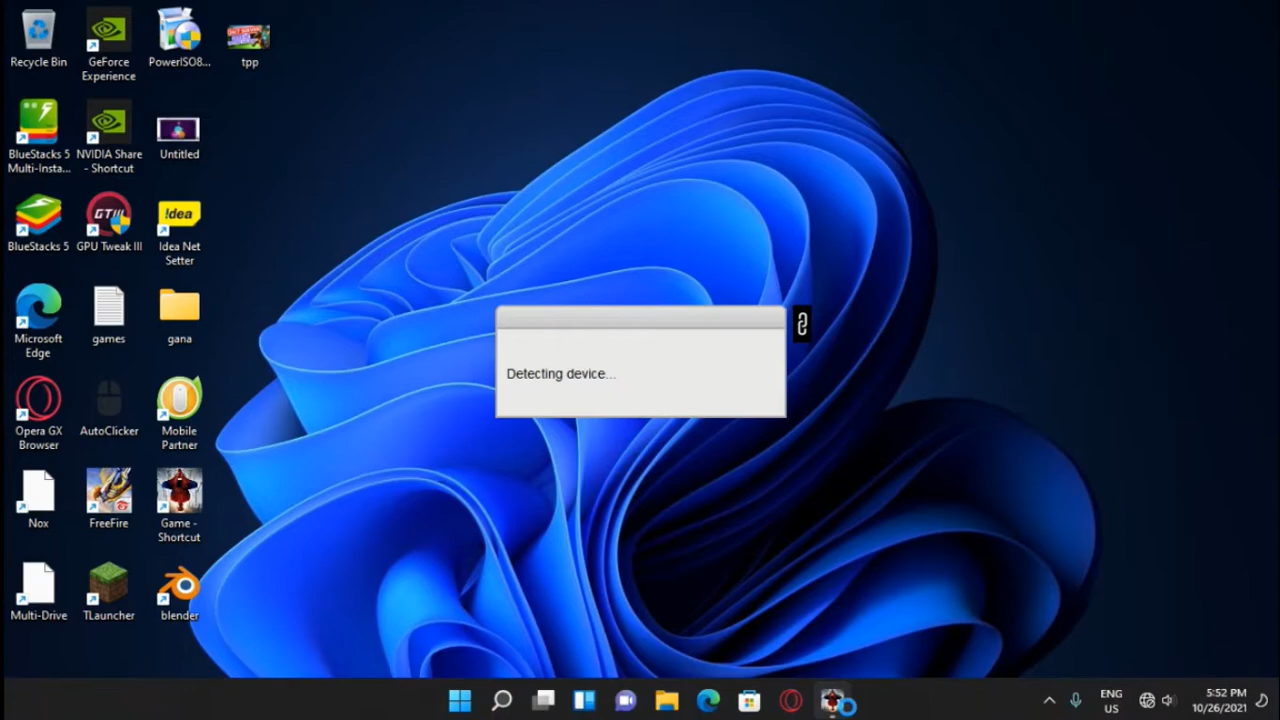 Recycle Bin
GeForce
Experience
PowerISO8...
tpp
BlueStacks 5
Multi-Insta...
NVIDIA Share
- Shortcut
Untitled
BlueStacks 5
GTIII
GPU Tweak III
!dea
Idea Net
Setter
Microsoft
Edge
games
gana
Detecting device...
Opera GX
Browser
AutoClicker
Mobile
Partner
Nox
FreeFire
Game -
Shortcut
Multi-Drive
TLauncher
blender
ENG
US
5:52 PM
10/26/2021